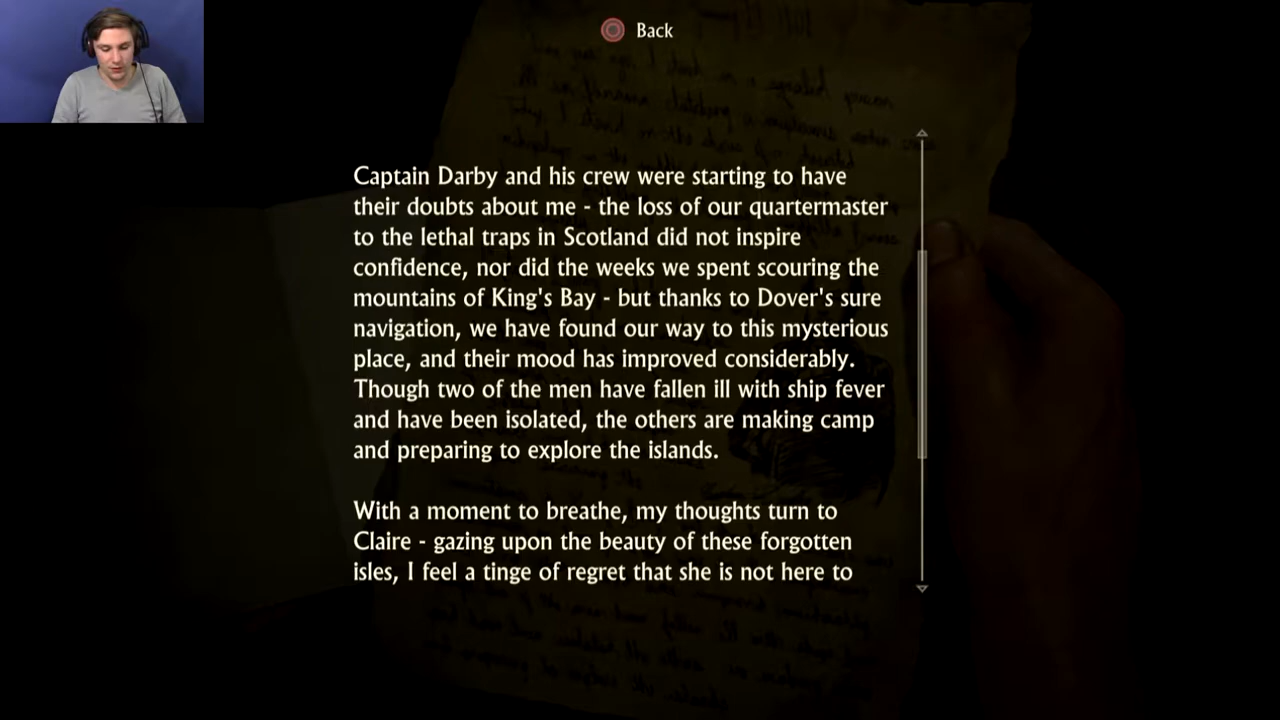 Back
Captain Darby and his crew were starting to have
their doubts about me - the loss of our quartermaster
to the lethal traps in Scotland did not inspire
confidence, nor did the weeks we spent scouring the
mountains of King's Bay - but thanks to Dover's sure
navigation, we have found our way to this mysterious
place, and their mood has improved considerably.
Though two of the men have fallen ill with ship fever
and have been isolated, the others are making camp
and preparing to explore the islands.
With a moment to breathe, my thoughts turn to
Claire - gazing upon the beauty of these forgotten
isles, I feel a tinge of regret that she is not here to